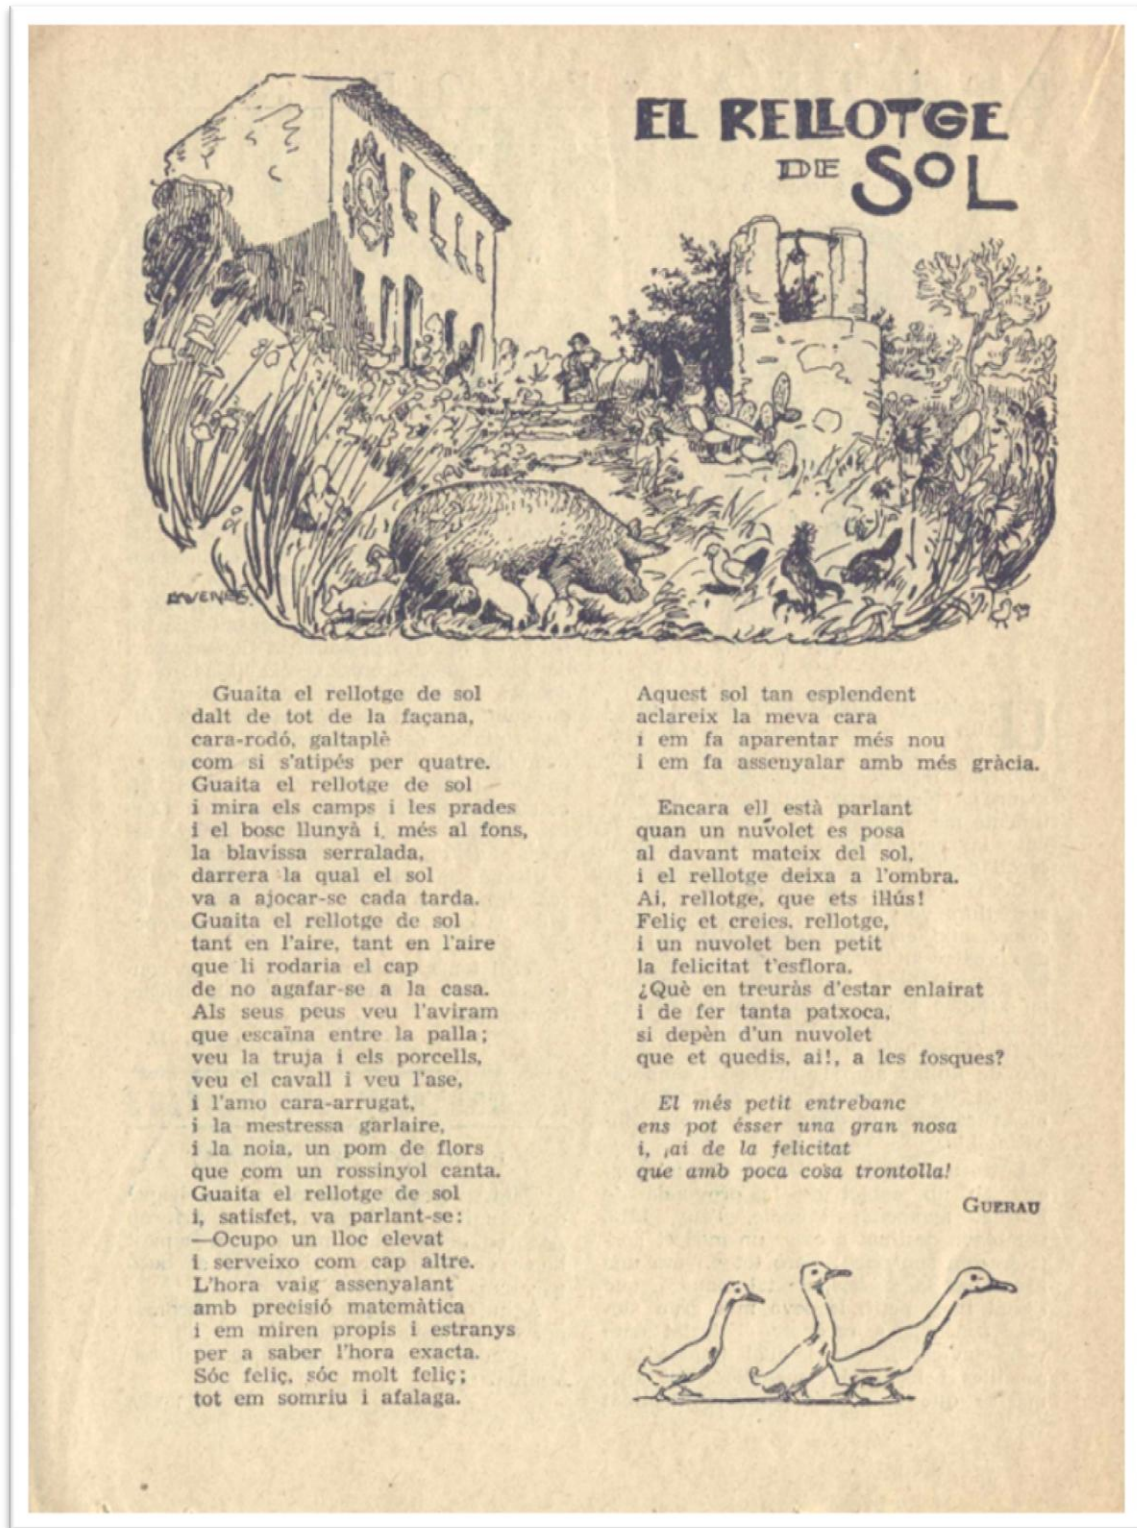 EL RELLOTGE
DE SOL
Guaita el rellotge de sol
dalt de tot de la façana,
cara-rodó, galtaplè
com si s'atipés per quatre.
Guaita el rellotge de sol
i mira els camps i les prades
i el bosc llunyà i, més al fons,
la blavissa serralada,
darrera la qual el sol
va a ajocar-se cada tarda.
Guaita el rellotge de sol
tant en l'aire, tant en l'aire
que li rodaria el cap
de no agafar-se a la casa.
Als seus peus veu l'aviram
que escaïna entre la palla;
veu la truja i els porcells,
veu el cavall i veu l'ase,
i l'amo cara-arrugat,
i la mestressa garlaire,
i la noia, un pom de flors
que com un rossinyol canta.
Guaita el rellotge de sol
i, satisfet, va parlant-se:
—Ocupo un lloc elevat
i serveixo com cap altre.
L'hora vaig assenyalant
amb precisió matemàtica
i em miren propis i estranys
per a saber l'hora exacta.
Sóc feliç, sóc molt feliç;
tot em somriu i afalaga.
Aquest sol tan esplendent
aclareix la meva cara
i em fa aparentar més nou
i em fa assenyalar amb més gràcia.
Encara ell està parlant
quan un nuvolet es posa
al davant mateix del sol,
i el rellotge deixa a l'ombra.
Ai, rellotge, que ets il·lús!
Feliç et creies, rellotge,
i un nuvolet ben petit
la felicitat t'esflora.
¿Què en treuràs d'estar enlairat
i de fer tanta patxoca,
si depèn d'un nuvolet
que et quedis, ai!, a les fosques?
El més petit entrebanc
ens pot ésser una gran nosa
i, ¡ai de la felicitat
que amb poca cosa trontolla!
GUERAU